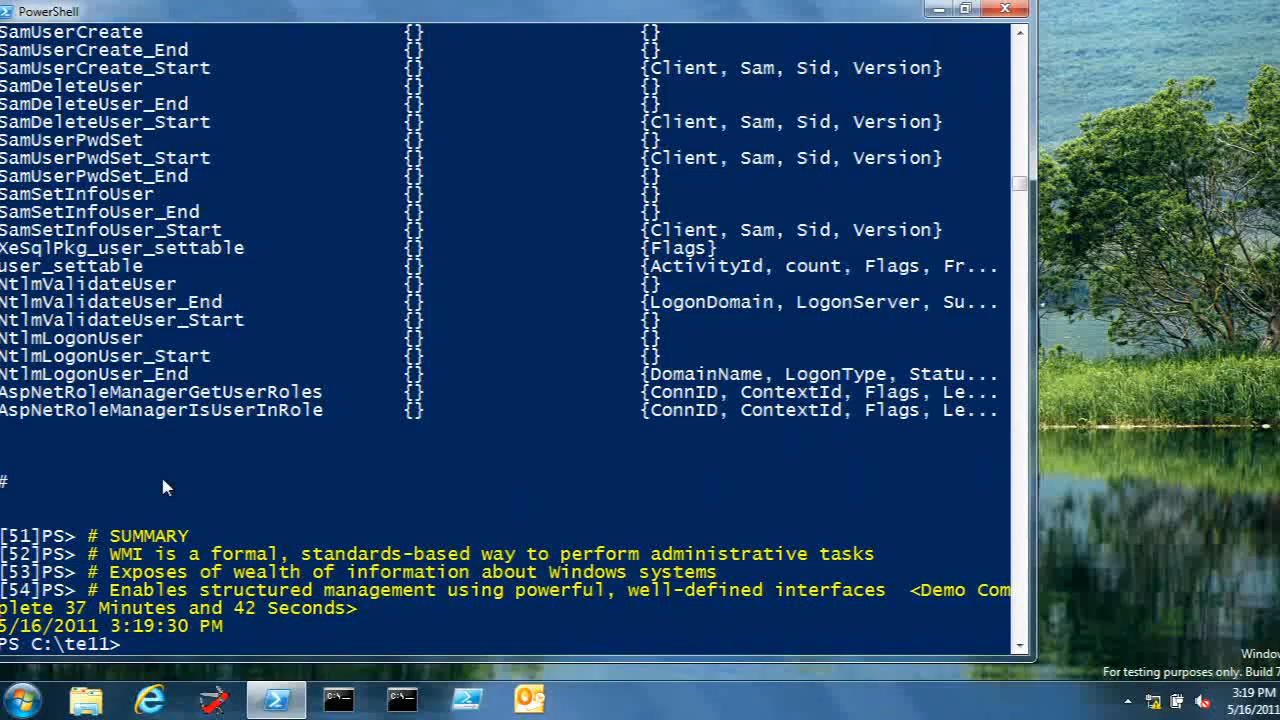 PowerShell
SamUserCreate {} {}
SamUserCreate_End {} {}
SamUserCreate_Start {} {Client, Sam, Sid, Version}
SamDeleteUser {} {}
SamDeleteUser_End {} {}
SamDeleteUser_Start {} {Client, Sam, Sid, Version}
SamUserPwdSet {} {}
SamUserPwdSet_Start {} {Client, Sam, Sid, Version}
SamUserPwdSet_End {} {}
SamSetInfoUser {} {}
SamSetInfoUser_End {} {}
SamSetInfoUser_Start {} {Client, Sam, Sid, Version}
XeSqlPkg_user_settable {} {Flags}
user_settable {} {ActivityId, count, Flags, Fr...
NtlmValidateUser {} {}
NtlmValidateUser_End {} {LogonDomain, LogonServer, Su...
NtlmValidateUser_Start {} {}
NtlmLogonUser {} {}
NtlmLogonUser_Start {} {}
NtlmLogonUser_End {} {DomainName, LogonType, Statu...
AspNetRoleManagerGetUserRoles {} {ConnID, ContextId, Flags, Le...
AspNetRoleManagerIsUserInRole {} {ConnID, ContextId, Flags, Le...
#
[51]PS> # SUMMARY
[52]PS> # WMI is a formal, standards-based way to perform administrative tasks
[53]PS> # Exposes of wealth of information about Windows systems
[54]PS> # Enables structured management using powerful, well-defined interfaces <Demo Com
plete 37 Minutes and 42 Seconds>
5/16/2011 3:19:30 PM
PS C:\te11>
Window
For testing purposes only. Build 7
3:19 PM
5/16/2011